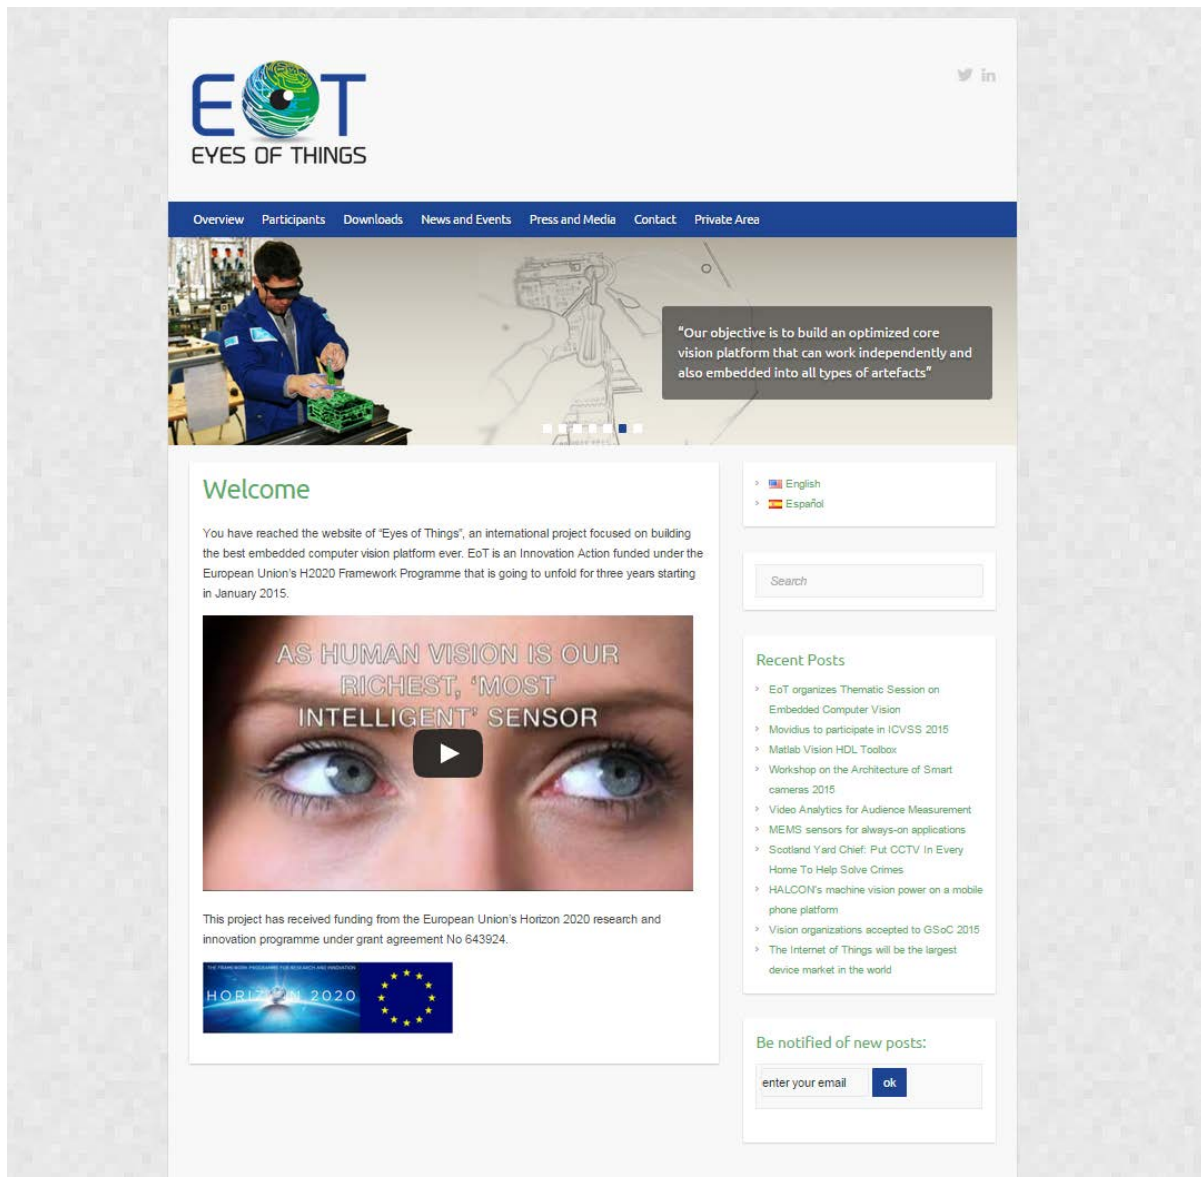 EOT
EYES OF THINGS
Overview Participants Downloads News and Events Press and Media Contact Private Area
“Our objective is to build an optimized core
vision platform that can work independently and
also embedded into all types of artefacts”
Welcome
You have reached the website of “Eyes of Things”, an international project focused on building
the best embedded computer vision platform ever. EoT is an Innovation Action funded under the
European Union’s H2020 Framework Programme that is going to unfold for three years starting
in January 2015.
AS HUMAN VISION IS OUR
RICHEST, ‘MOST
INTELLIGENT’ SENSOR
This project has received funding from the European Union’s Horizon 2020 research and
innovation programme under grant agreement No 643924.
THE FRAMEWORK PROGRAMME FOR RESEARCH AND INNOVATION
HORIZON 2020
English
Español
Search
Recent Posts
EoT organizes Thematic Session on
Embedded Computer Vision
Movidius to participate in ICVSS 2015
Matlab Vision HDL Toolbox
Workshop on the Architecture of Smart
cameras 2015
Video Analytics for Audience Measurement
MEMS sensors for always-on applications
Scotland Yard Chief: Put CCTV In Every
Home To Help Solve Crimes
HALCON’s machine vision power on a mobile
phone platform
Vision organizations accepted to GSoC 2015
The Internet of Things will be the largest
device market in the world
Be notified of new posts:
enter your email ok